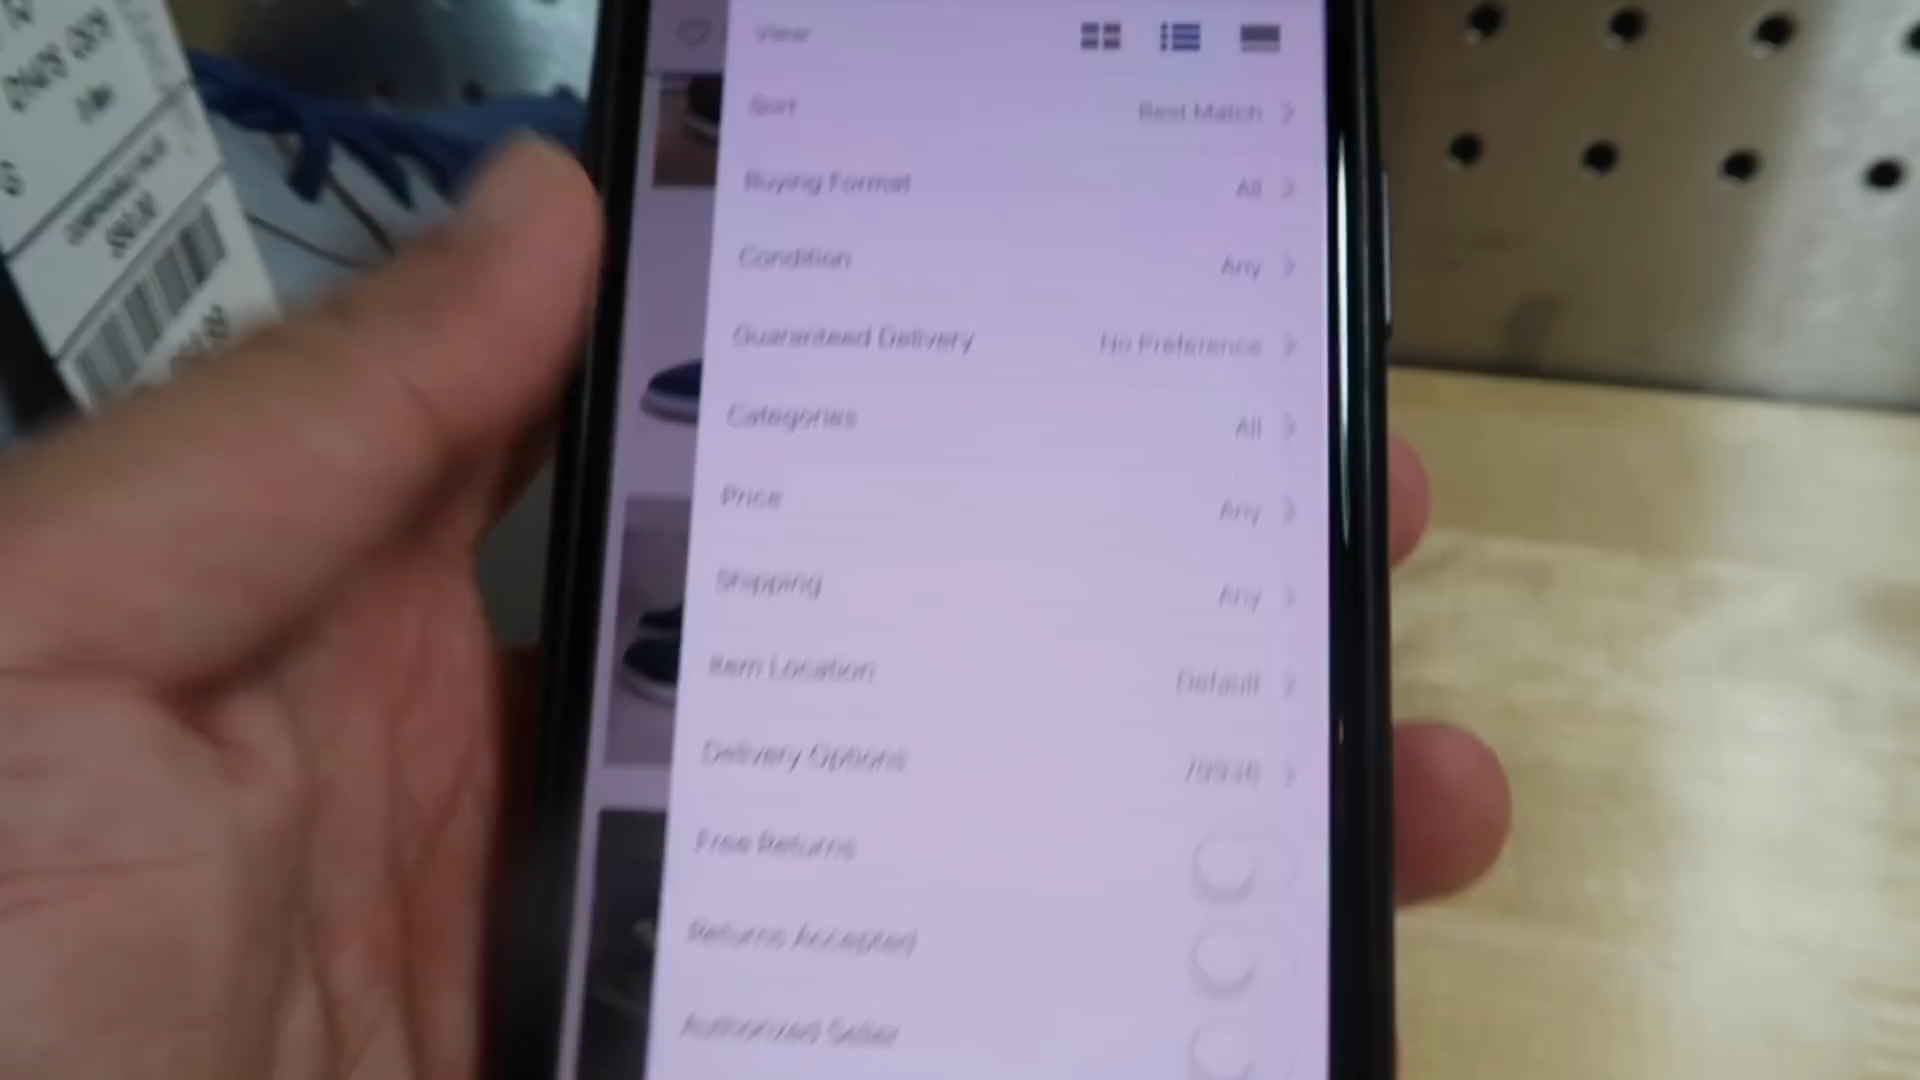 View
Sort Best Match
Buying Format All
Condition Any
Guaranteed Delivery No Preference
Categories All
Price Any
Shipping Any
Item Location Default
Delivery Options 79936
Free Returns
Returns Accepted
Authorized Seller